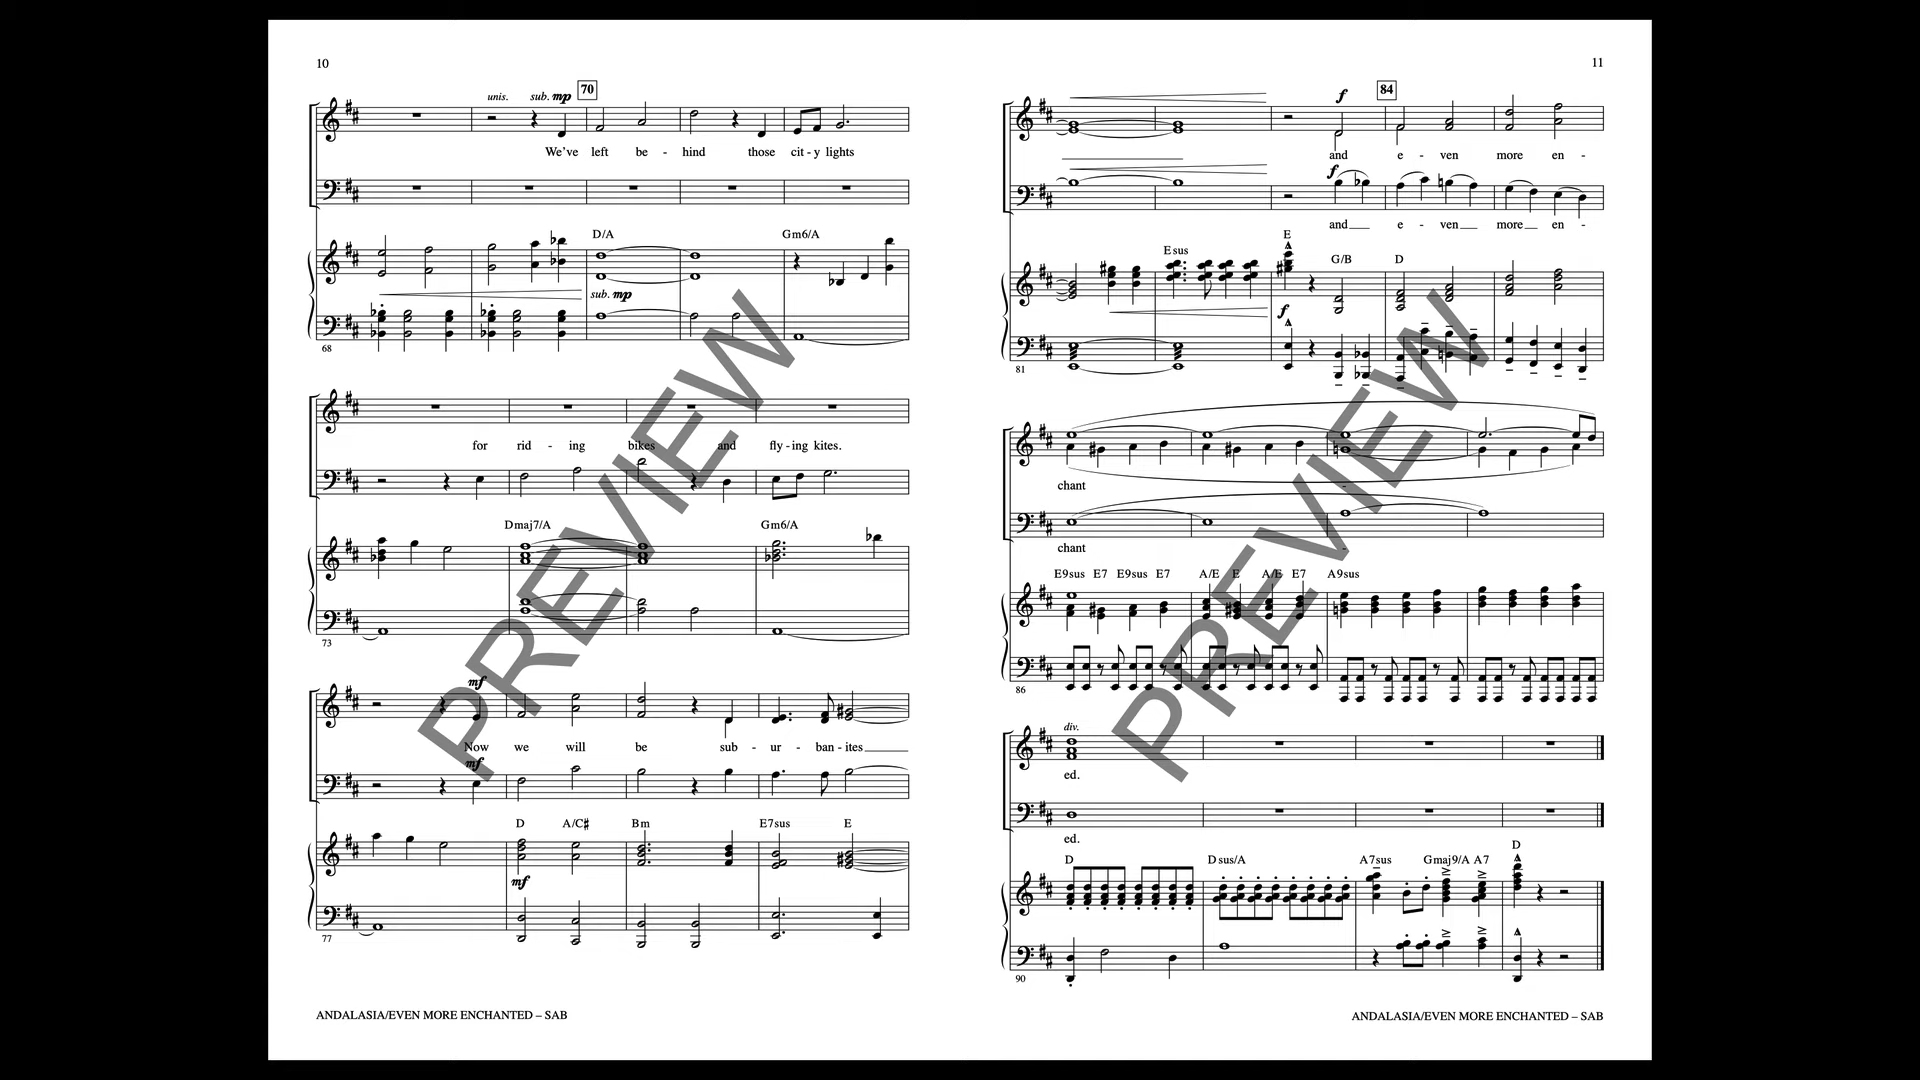 10
unis. sub. mp 70
We've left be - hind those cit - y lights
D/A Gm6/A
sub. mp
68
for rid - ing bikes and fly - ing kites.
Dmaj7/A Gm6/A
73
mf
Now we will be sub - ur - ban - ites
mf
D A/C♯ Bm E7sus E
mf
77
ANDALASIA/EVEN MORE ENCHANTED – SAB
11
f 84
and e - ven more en -
f
and e - ven more en -
Esus E G/B D
f
81
chant -
chant -
E9sus E7 E9sus E7 A/E E A/E E7 A9sus
86
div.
ed.
ed.
D Dsus/A A7sus Gmaj9/A A7 D
90
ANDALASIA/EVEN MORE ENCHANTED – SAB
PREVIEW
PREVIEW